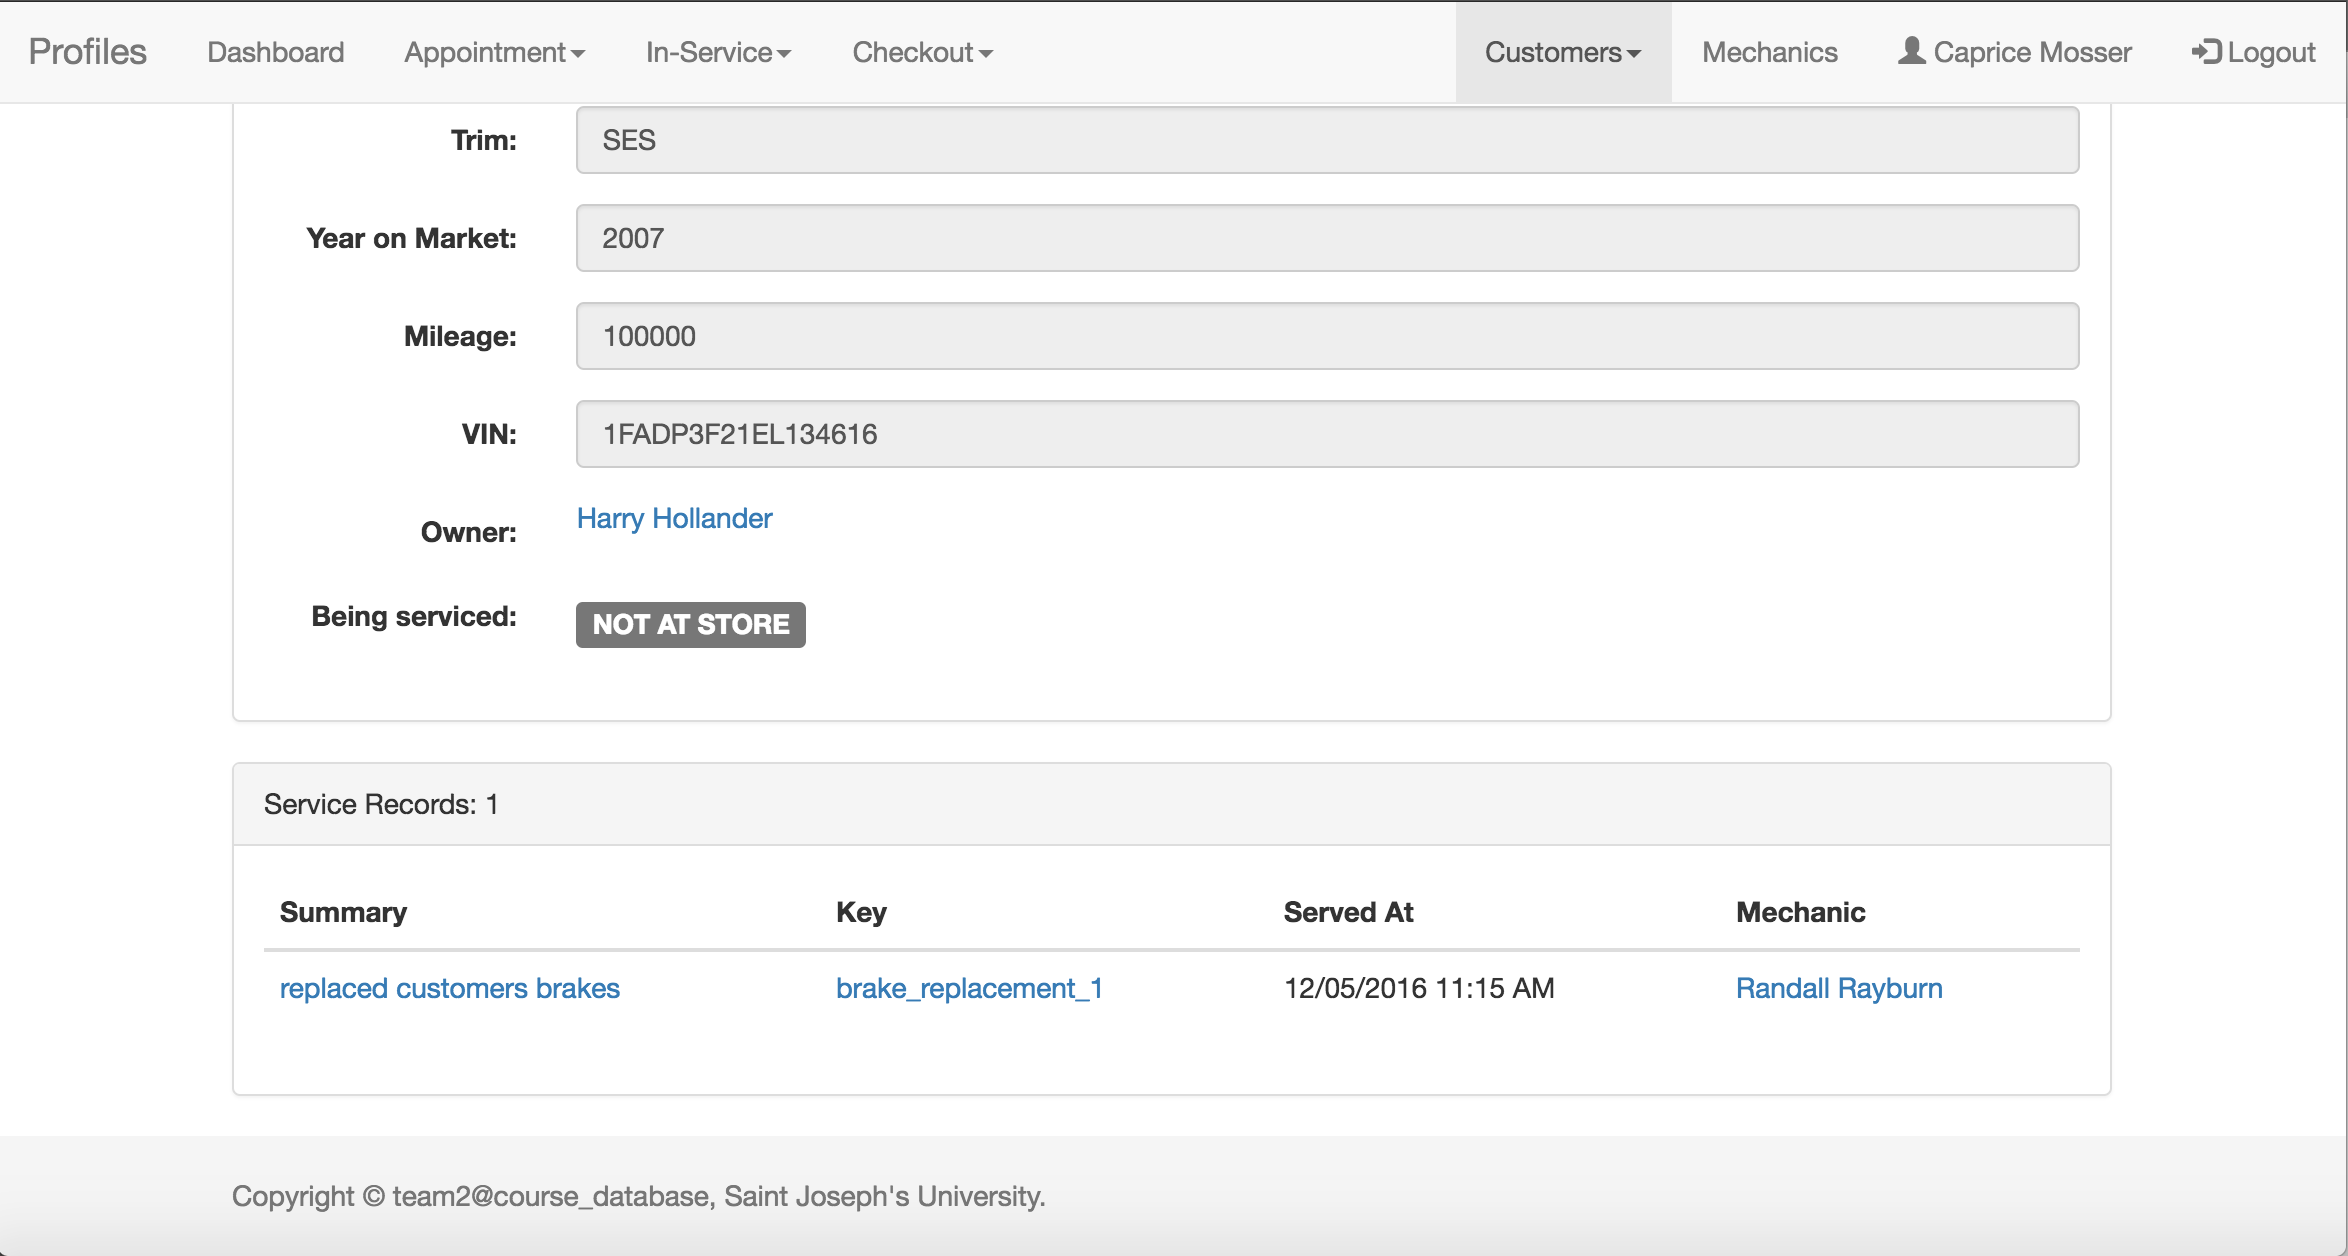 Profiles Dashboard Appointment In-Service Checkout Customers Mechanics Caprice Mosser Logout
Trim: SES
Year on Market: 2007
Mileage: 100000
VIN: 1FADP3F21EL134616
Owner: Harry Hollander
Being serviced: NOT AT STORE
Service Records: 1
Summary Key Served At Mechanic
replaced customers brakes brake_replacement_1 12/05/2016 11:15 AM Randall Rayburn
Copyright © team2@course_database, Saint Joseph's University.